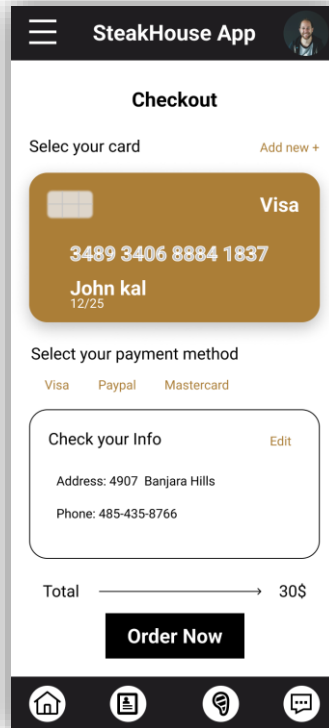 SteakHouse App
Checkout
Selec your card Add new +
Visa
3489 3406 8884 1837
John kal
12/25
Select your payment method
Visa Paypal Mastercard
Check your Info Edit
Address: 4907 Banjara Hills
Phone: 485-435-8766
Total 30$
Order Now